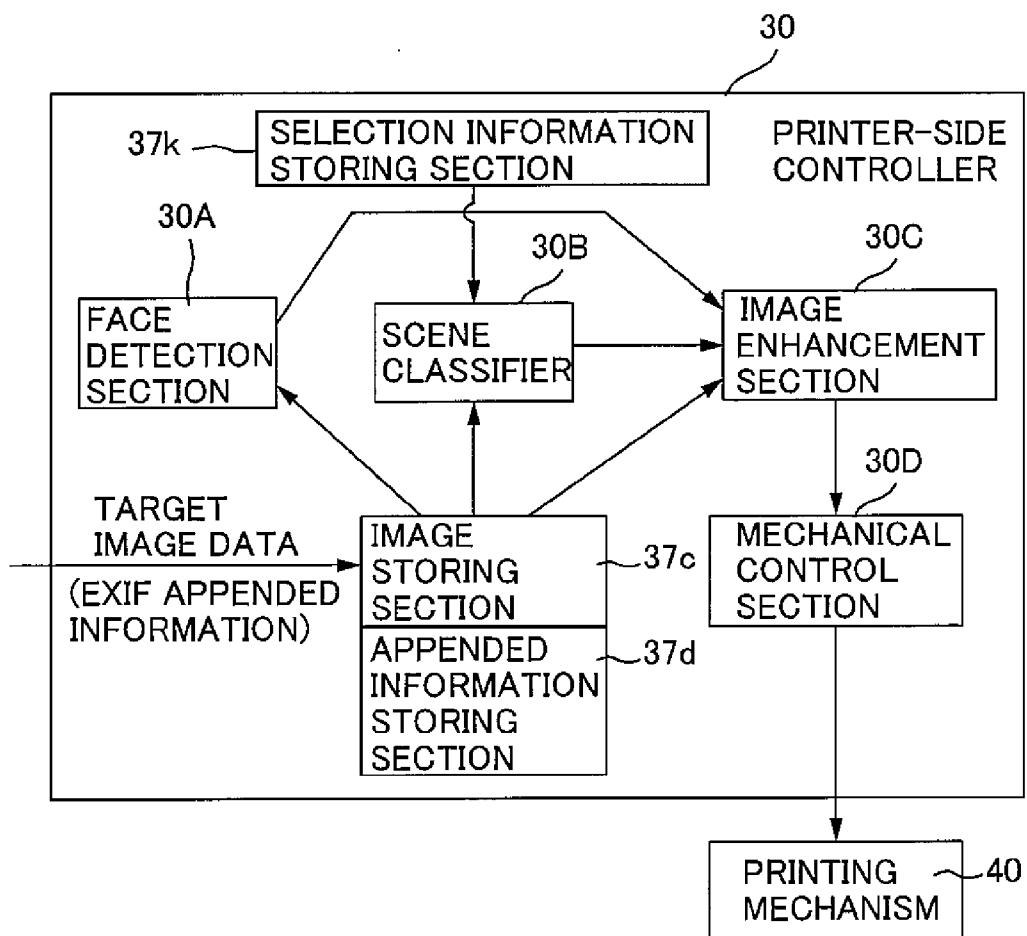 30
SELECTION INFORMATION
STORING SECTION
37k
PRINTER-SIDE
CONTROLLER
30A
30B
30C
FACE
DETECTION
SECTION
SCENE
CLASSIFIER
IMAGE
ENHANCEMENT
SECTION
30D
TARGET
IMAGE DATA
(EXIF APPENDED
INFORMATION)
IMAGE
STORING
SECTION
37c
MECHANICAL
CONTROL
SECTION
APPENDED
INFORMATION
STORING
SECTION
37d
PRINTING
MECHANISM
40